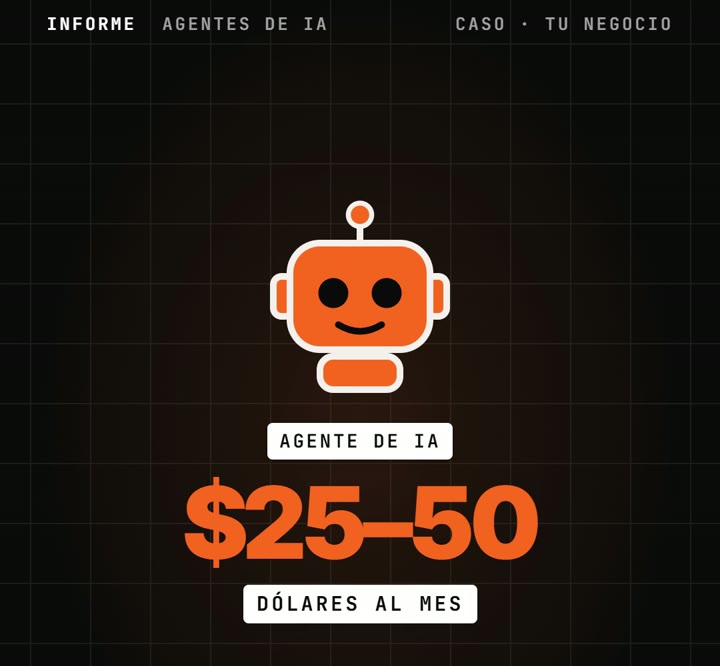 INFORME AGENTES DE IA CASO · TU NEGOCIO
AGENTE DE IA
$25–50
DÓLARES AL MES